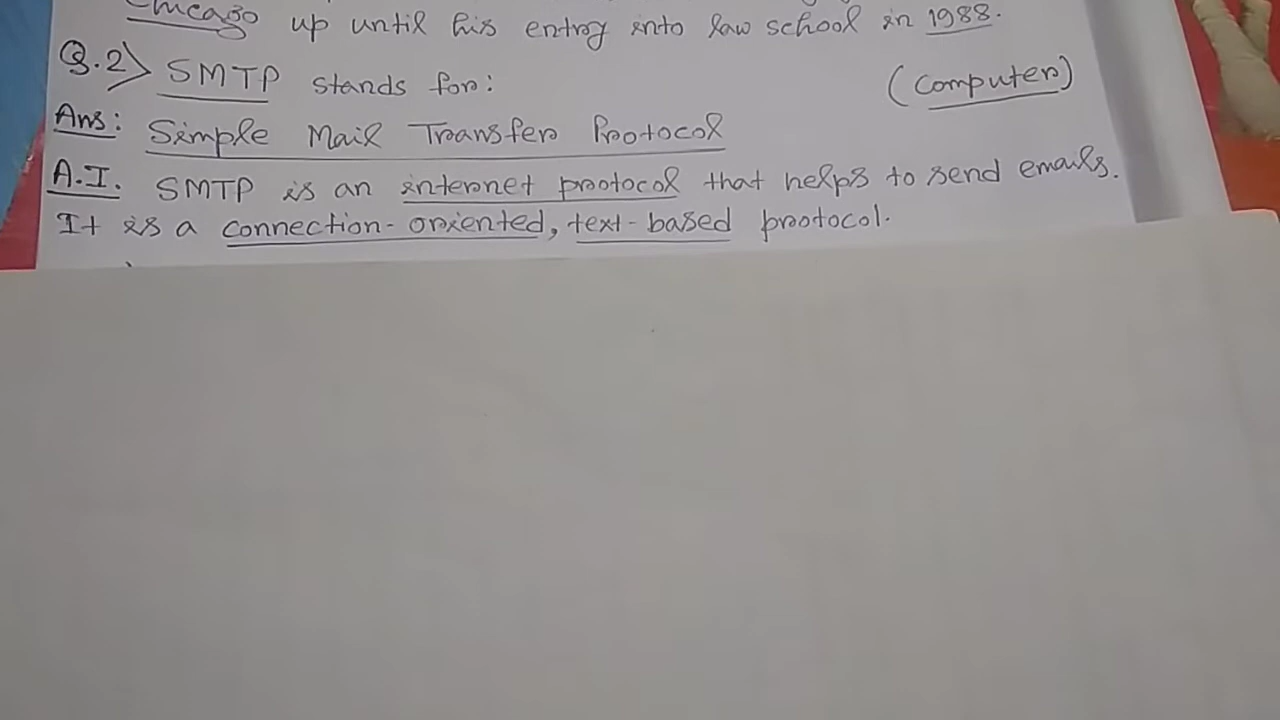 Chicago up until his entry into law school in 1988.
Q.2> SMTP stands for: (Computer)
Ans: Simple Mail Transfer Protocol
A.I. SMTP is an internet protocol that helps to send emails.
It is a connection-oriented, text-based protocol.